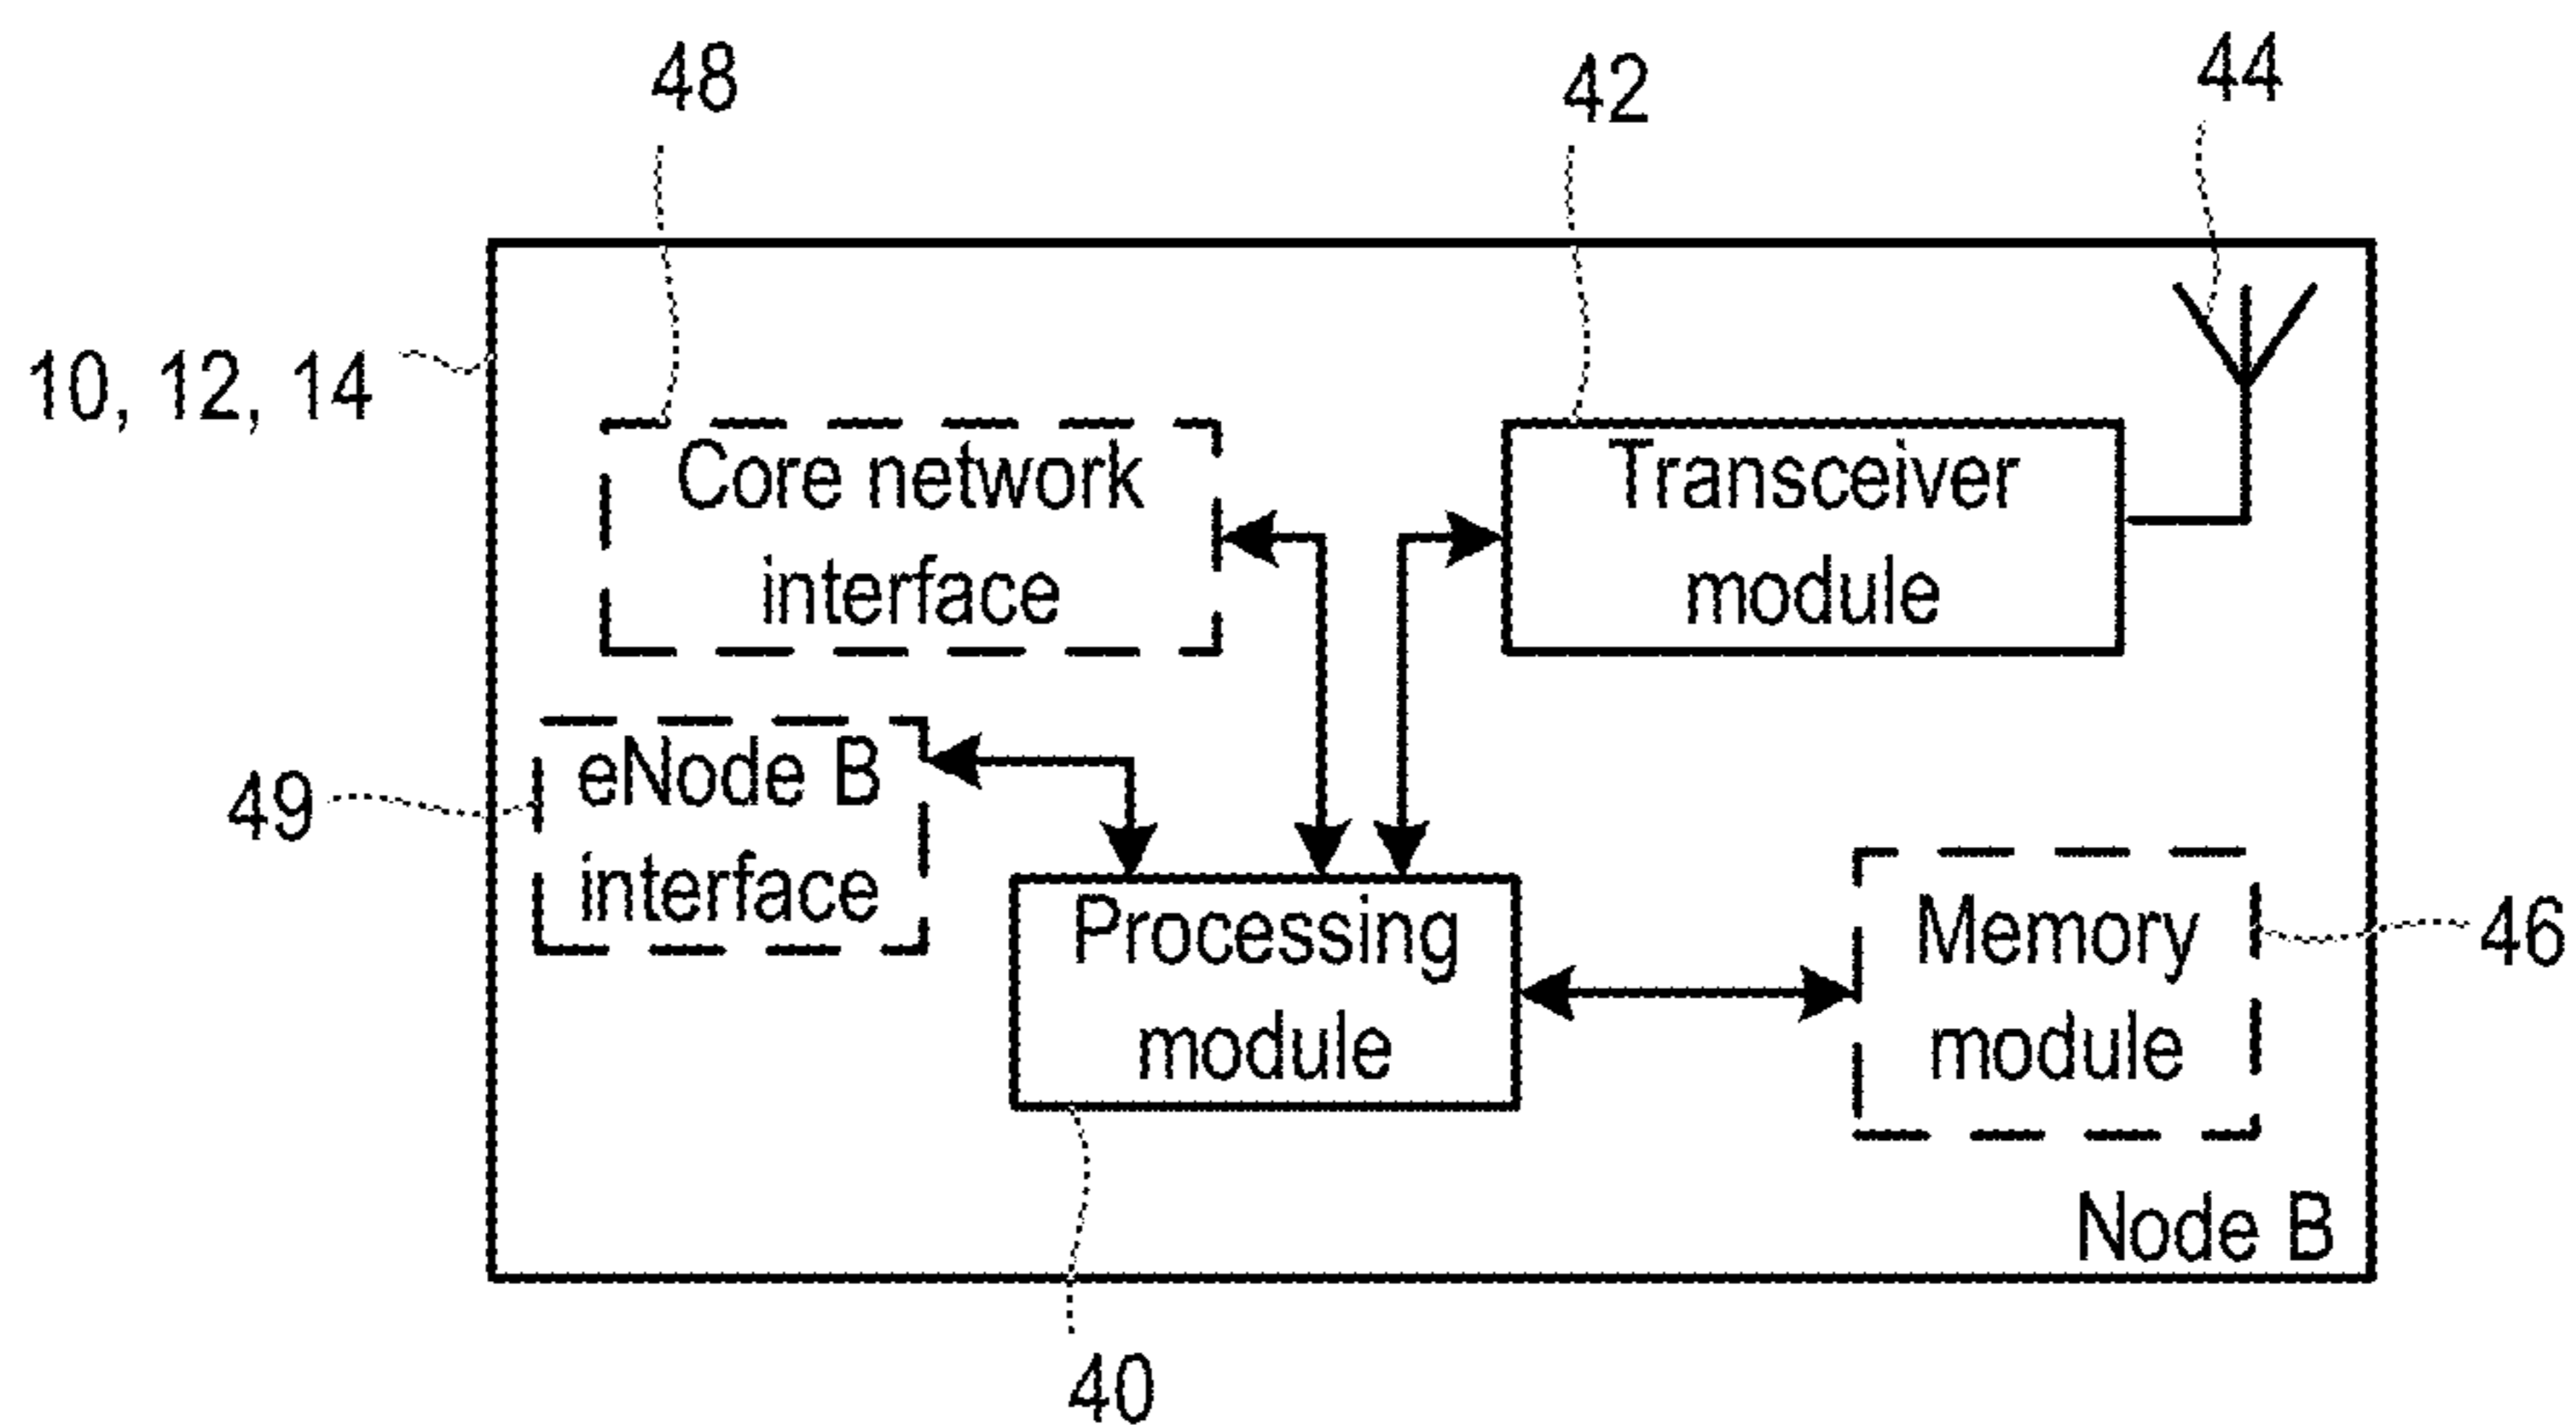 48
42
44
10, 12, 14
Core network
interface
Transceiver
module
eNode B
interface
49
Processing
module
Memory
module
46
Node B
40